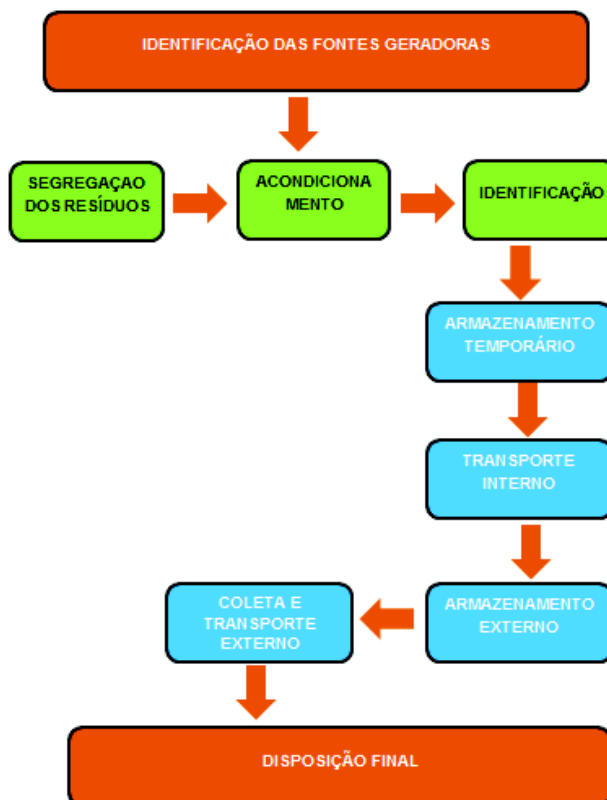 IDENTIFICAÇÃO DAS FONTES GERADORAS
SEGREGAÇAO
DOS RESÍDUOS
ACONDICIONA
MENTO
IDENTIFICAÇÃO
ARMAZENAMENTO
TEMPORÁRIO
TRANSPORTE
INTERNO
ARMAZENAMENTO
EXTERNO
COLETA E
TRANSPORTE
EXTERNO
DISPOSIÇÃO FINAL